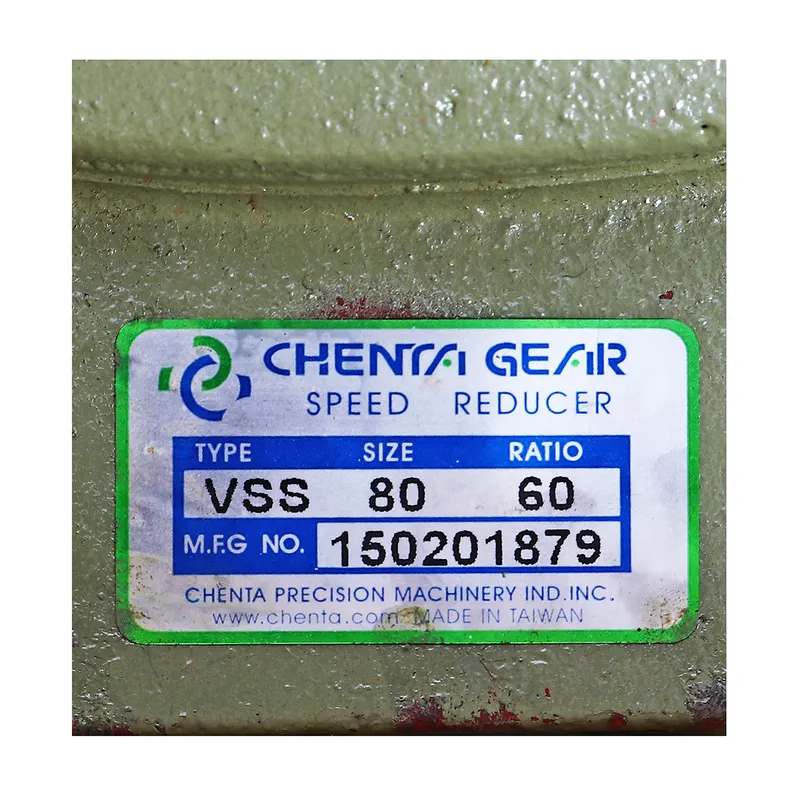 CHENTA GEAR
SPEED REDUCER
TYPE SIZE RATIO
VSS 80 60
M.F.G NO. 150201879
CHENTA PRECISION MACHINERY IND.INC.
www.chenta.com MADE IN TAIWAN